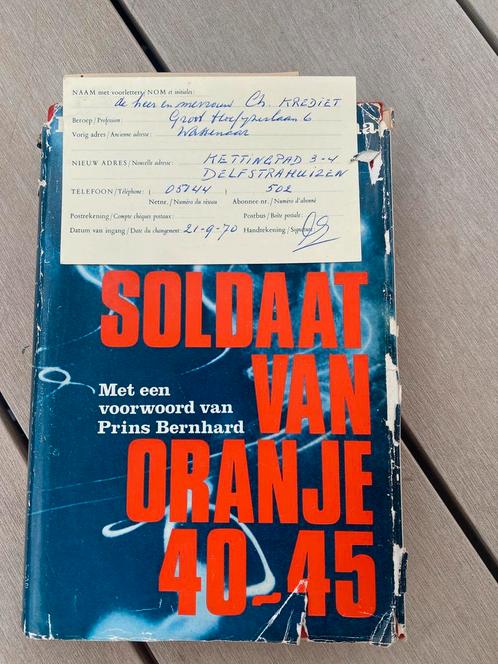 NAAM met voorletters / NOM et initiales:
de heer en mevrouw Ch. KREDIET
Beroep / Profession: Groot Hoefijzerlaan 6
Vorig adres / Ancienne adresse: Wassenaar
NIEUW ADRES / Nouvelle adresse: KETTINGPAD 3-4
DELFSTRAHUIZEN
TELEFOON / Téléphone: ( 05144 ) 502
Netnr. / Numéro du réseau Abonnee-nr. / Numéro d'abonné
Postrekening / Compte chèques postaux: Postbus / Boîte postale:
Datum van ingang / Date du changement: 21-9-70 Handtekening / Signature:
SOLDAAT
VAN
Met een
voorwoord van
Prins Bernhard
ORANJE
40-45